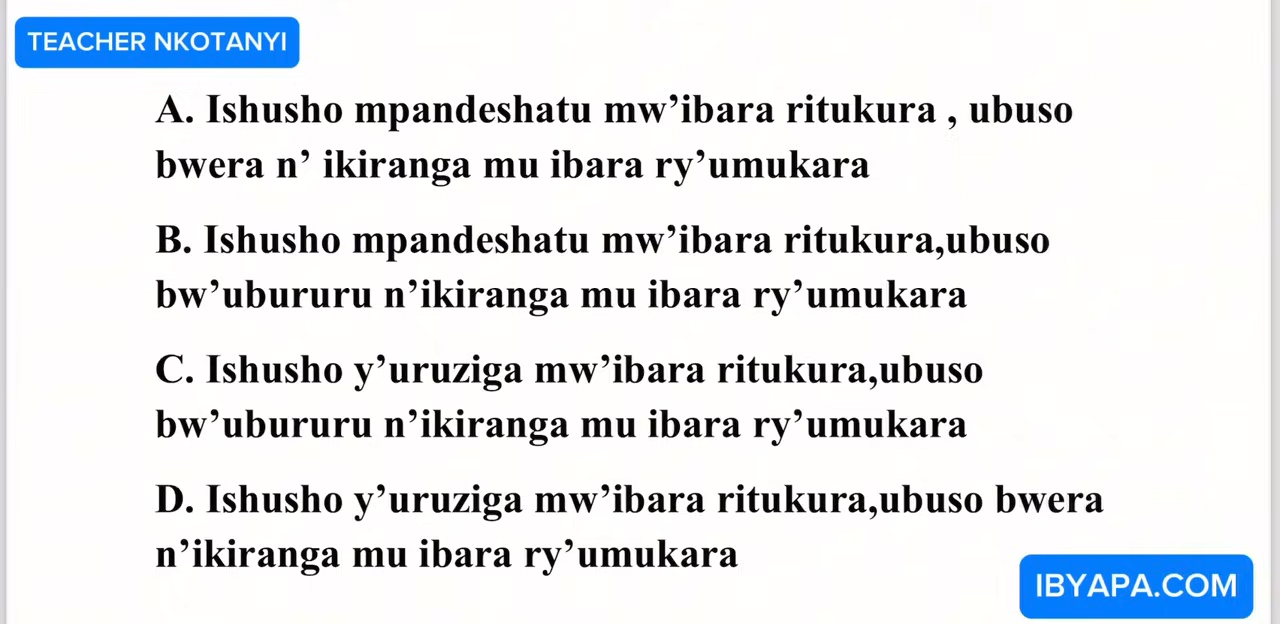 TEACHER NKOTANYI
A. Ishusho mpandeshatu mw’ibara ritukura , ubuso
bwera n’ ikiranga mu ibara ry’umukara
B. Ishusho mpandeshatu mw’ibara ritukura,ubuso
bw’ubururu n’ikiranga mu ibara ry’umukara
C. Ishusho y’uruziga mw’ibara ritukura,ubuso
bw’ubururu n’ikiranga mu ibara ry’umukara
D. Ishusho y’uruziga mw’ibara ritukura,ubuso bwera
n’ikiranga mu ibara ry’umukara
IBYAPA.COM